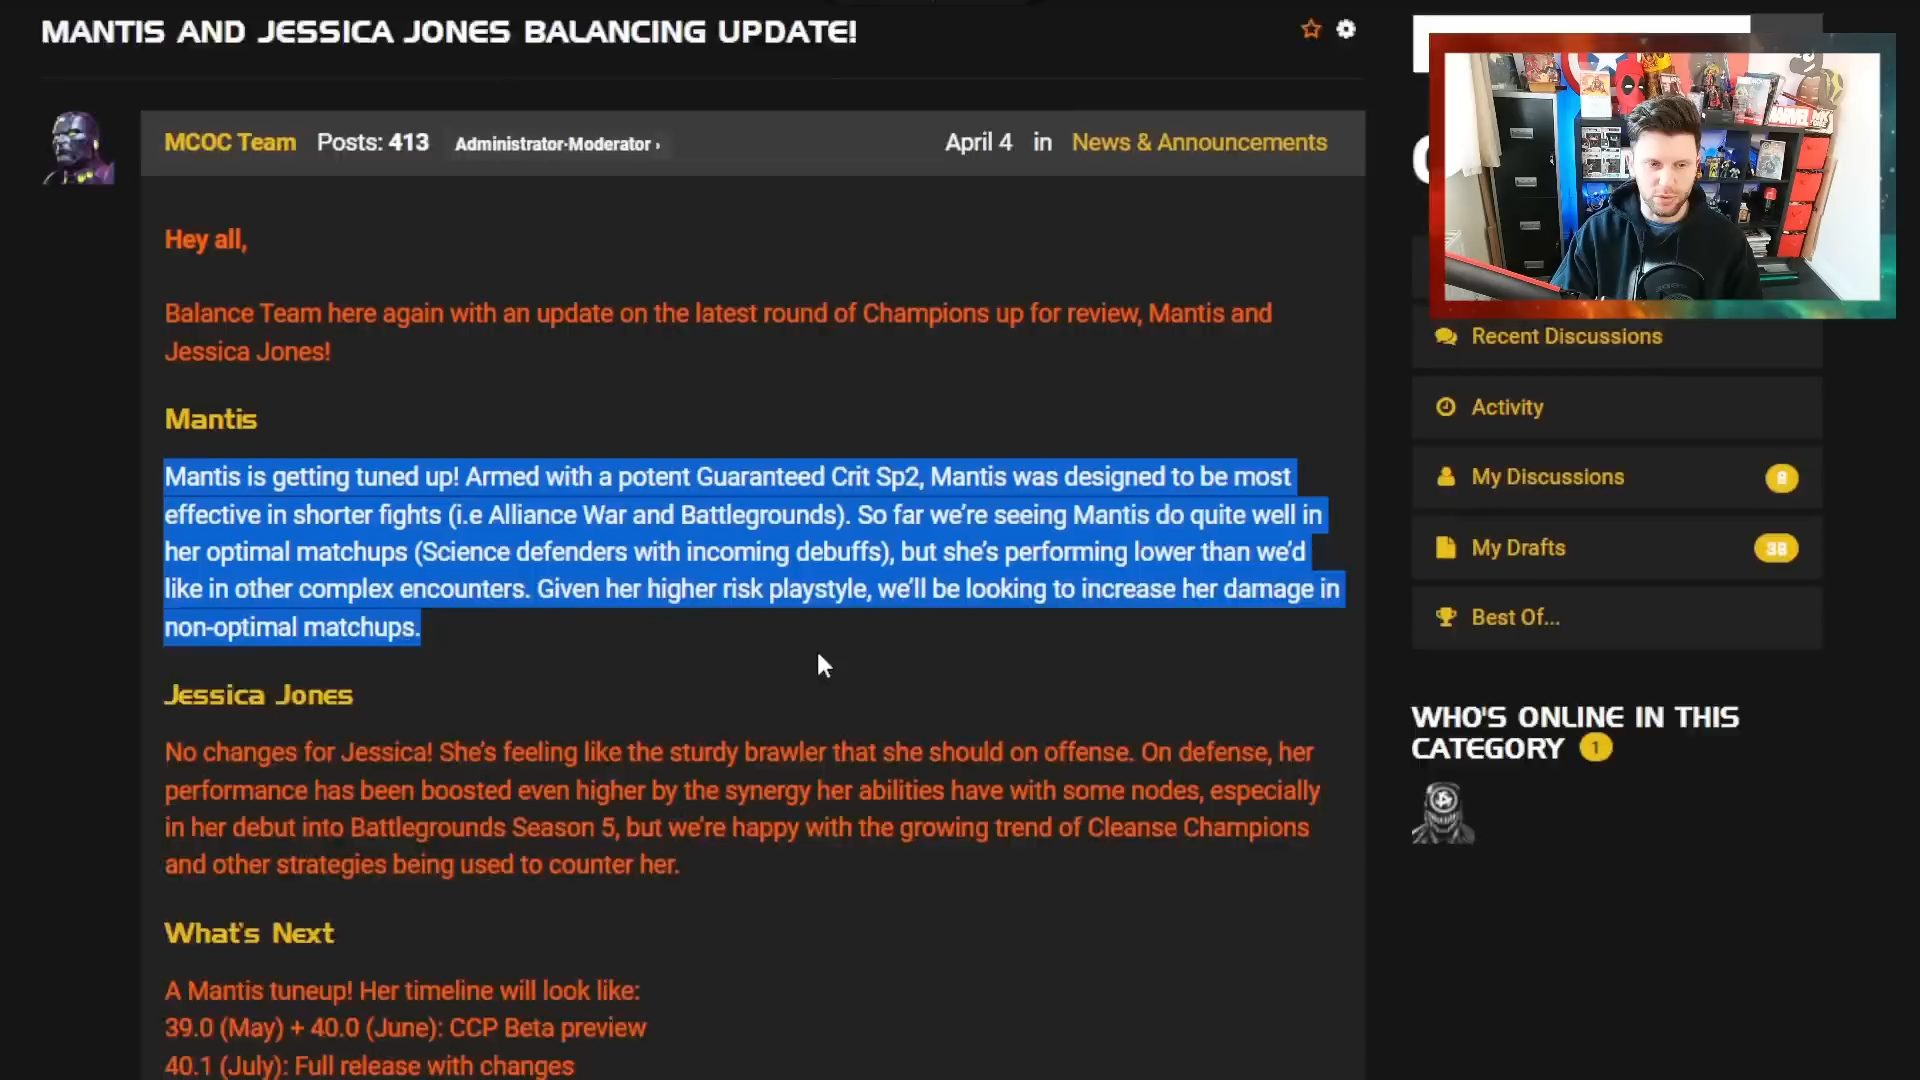 MANTIS AND JESSICA JONES BALANCING UPDATE!
MCOC Team Posts: 413 Administrator·Moderator › April 4 in News & Announcements
Hey all,
Balance Team here again with an update on the latest round of Champions up for review, Mantis and
Jessica Jones!
Mantis
Mantis is getting tuned up! Armed with a potent Guaranteed Crit Sp2, Mantis was designed to be most
effective in shorter fights (i.e Alliance War and Battlegrounds). So far we're seeing Mantis do quite well in
her optimal matchups (Science defenders with incoming debuffs), but she's performing lower than we'd
like in other complex encounters. Given her higher risk playstyle, we'll be looking to increase her damage in
non-optimal matchups.
Jessica Jones
No changes for Jessica! She's feeling like the sturdy brawler that she should on offense. On defense, her
performance has been boosted even higher by the synergy her abilities have with some nodes, especially
in her debut into Battlegrounds Season 5, but we're happy with the growing trend of Cleanse Champions
and other strategies being used to counter her.
What's Next
A Mantis tuneup! Her timeline will look like:
39.0 (May) + 40.0 (June): CCP Beta preview
40.1 (July): Full release with changes
MARVEL
Recent Discussions
Activity
My Discussions 8
My Drafts 38
Best Of...
WHO'S ONLINE IN THIS
CATEGORY 1